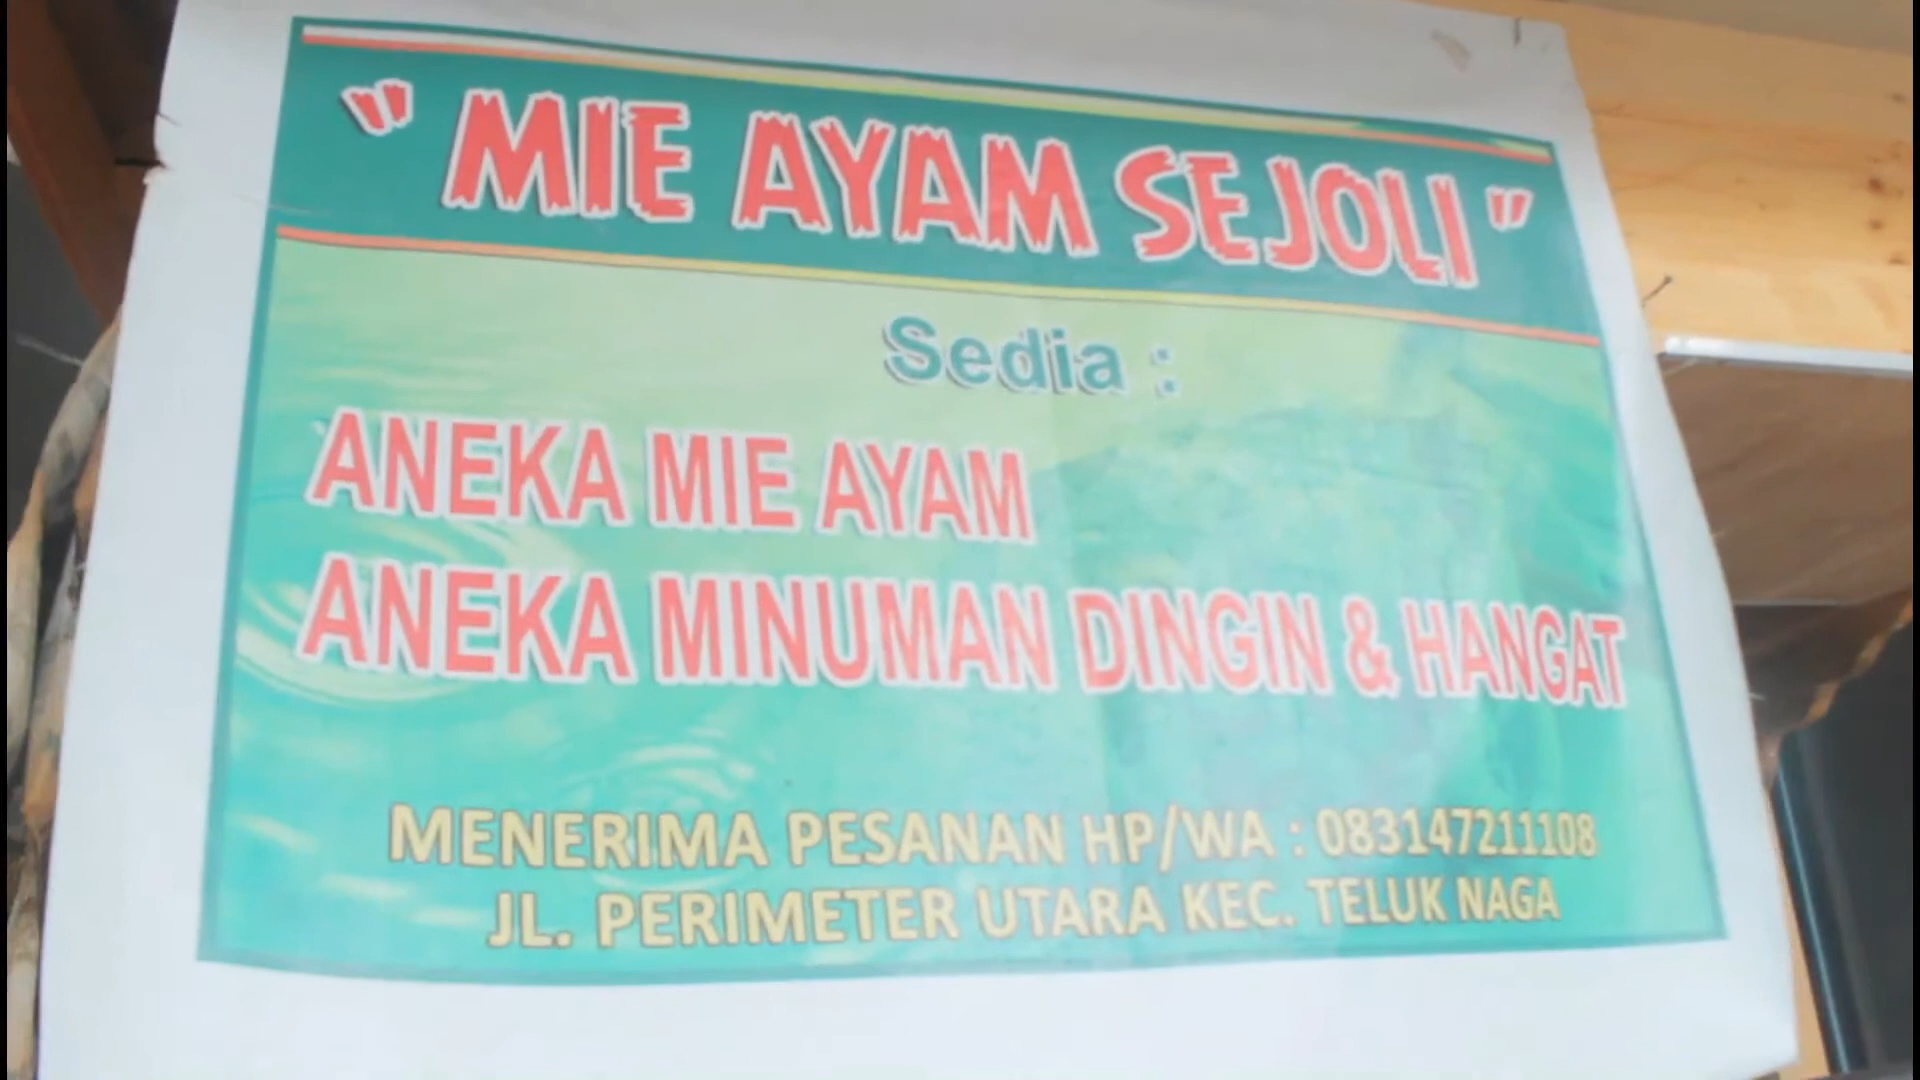 " MIE AYAM SEJOLI "
Sedia :
ANEKA MIE AYAM
ANEKA MINUMAN DINGIN & HANGAT
MENERIMA PESANAN HP/WA : 083147211108
JL. PERIMETER UTARA KEC. TELUK NAGA